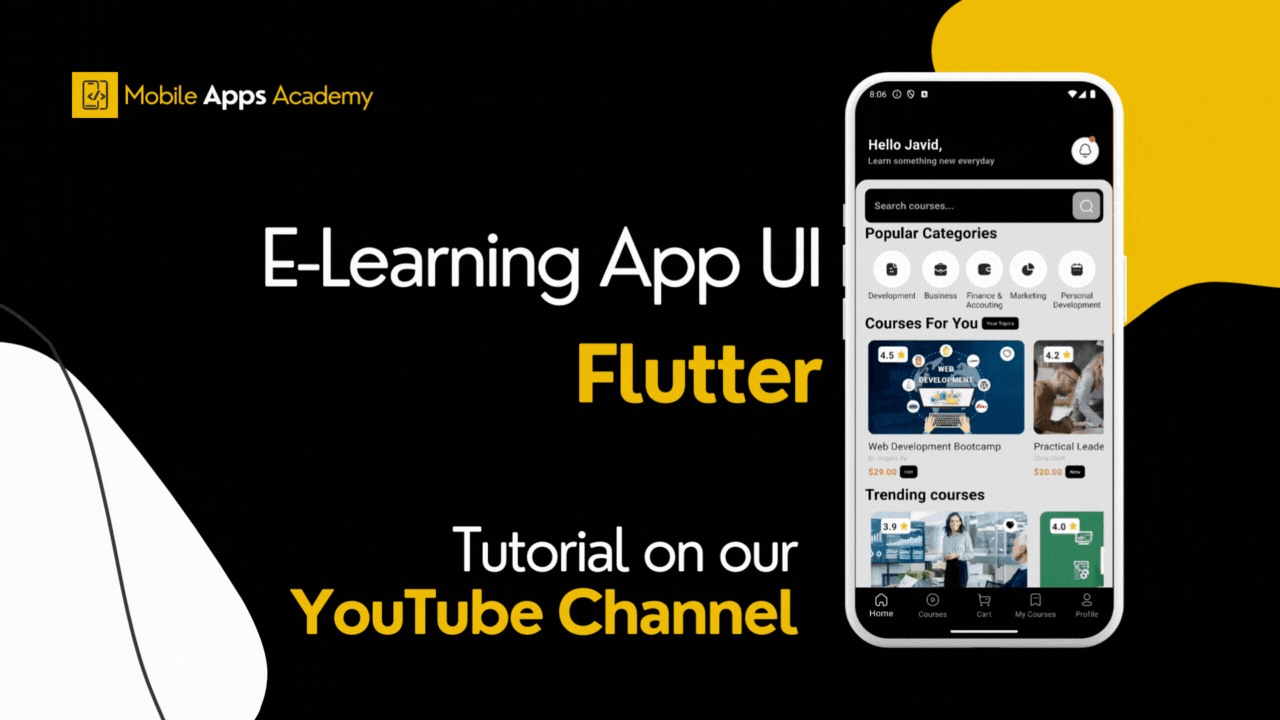 Mobile Apps Academy
E-Learning App UI
Flutter
Tutorial on our
YouTube Channel
8:06
Hello Javid,
Learn something new everyday
Search courses...
Popular Categories
Development
Business
Finance &
Accouting
Marketing
Personal
Development
Courses For You
Your Topics
4.5
WEB
DEVELOPMENT
4.2
Web Development Bootcamp
Practical Leade
$29.00
Hot
$20.00
New
Trending courses
3.9
4.0
Home
Courses
Cart
My Courses
Profile